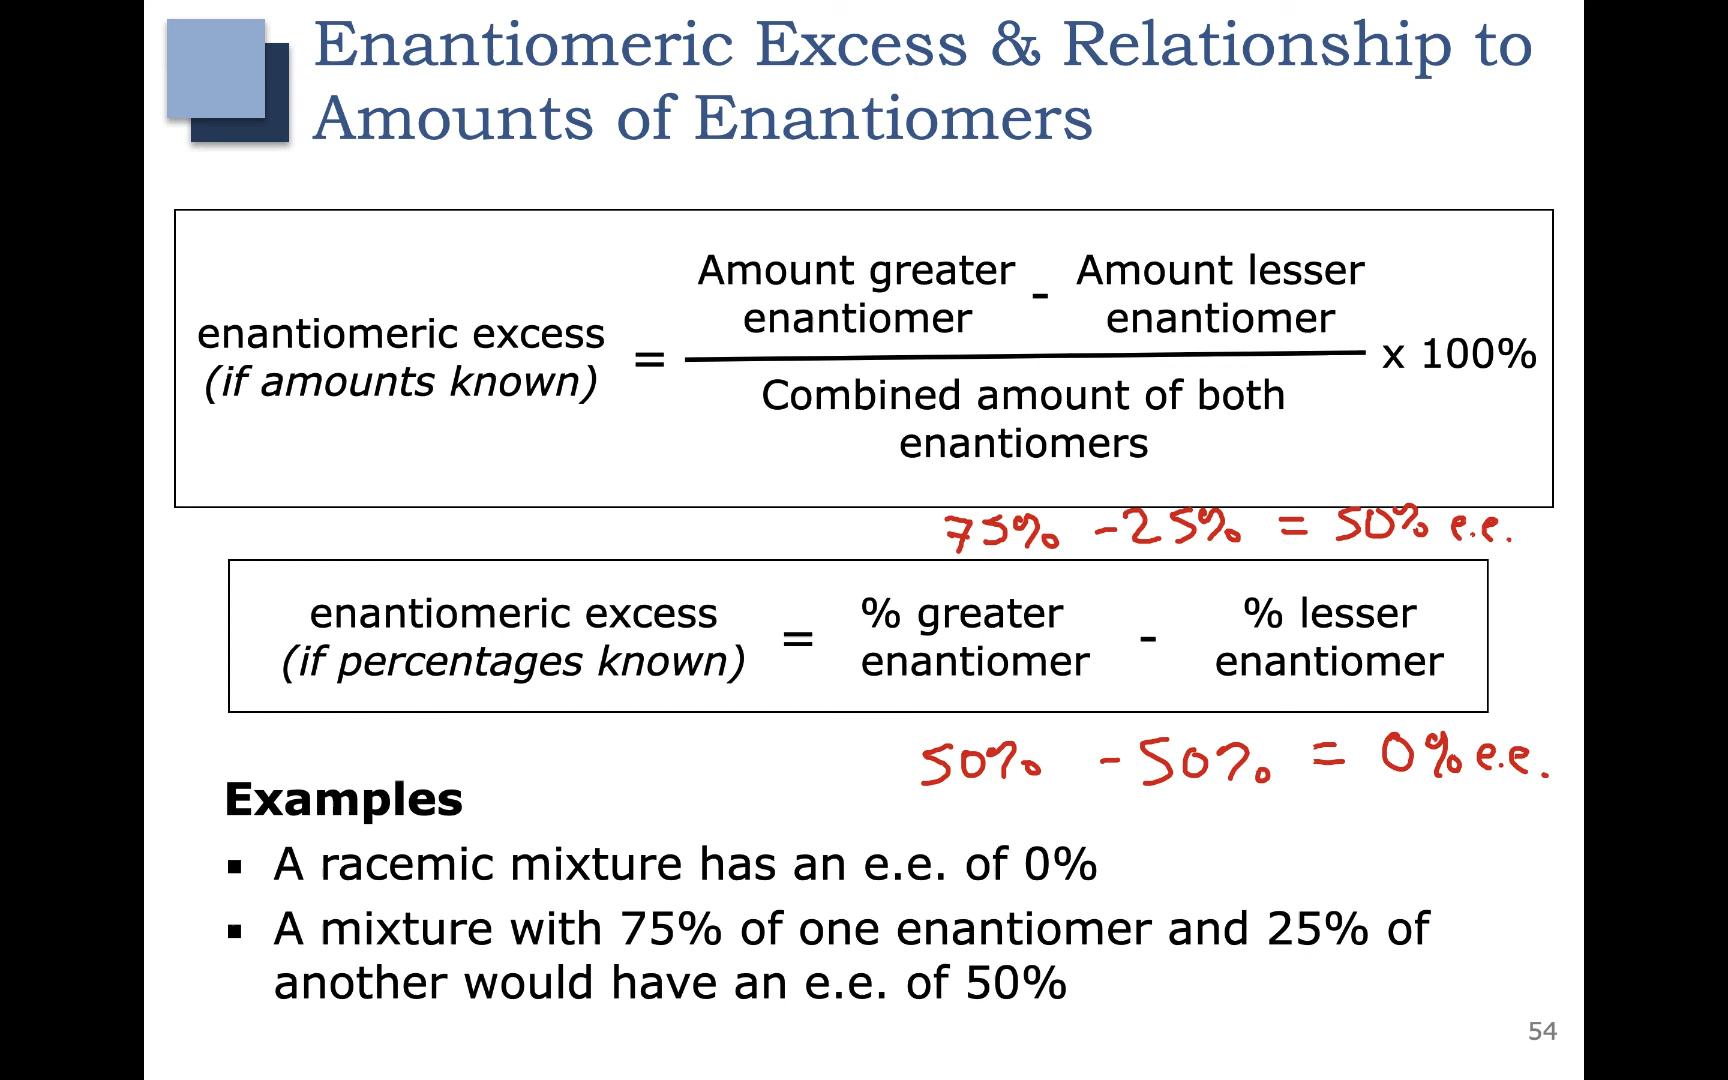 Enantiomeric Excess & Relationship to
Amounts of Enantiomers
enantiomeric excess
(if amounts known)
=
Amount greater
enantiomer
-
Amount lesser
enantiomer
Combined amount of both
enantiomers
x 100%
75% - 25% = 50% e.e.
enantiomeric excess
(if percentages known)
=
% greater
enantiomer
-
% lesser
enantiomer
50% - 50% = 0% e.e.
Examples
▪ A racemic mixture has an e.e. of 0%
▪ A mixture with 75% of one enantiomer and 25% of
another would have an e.e. of 50%
54